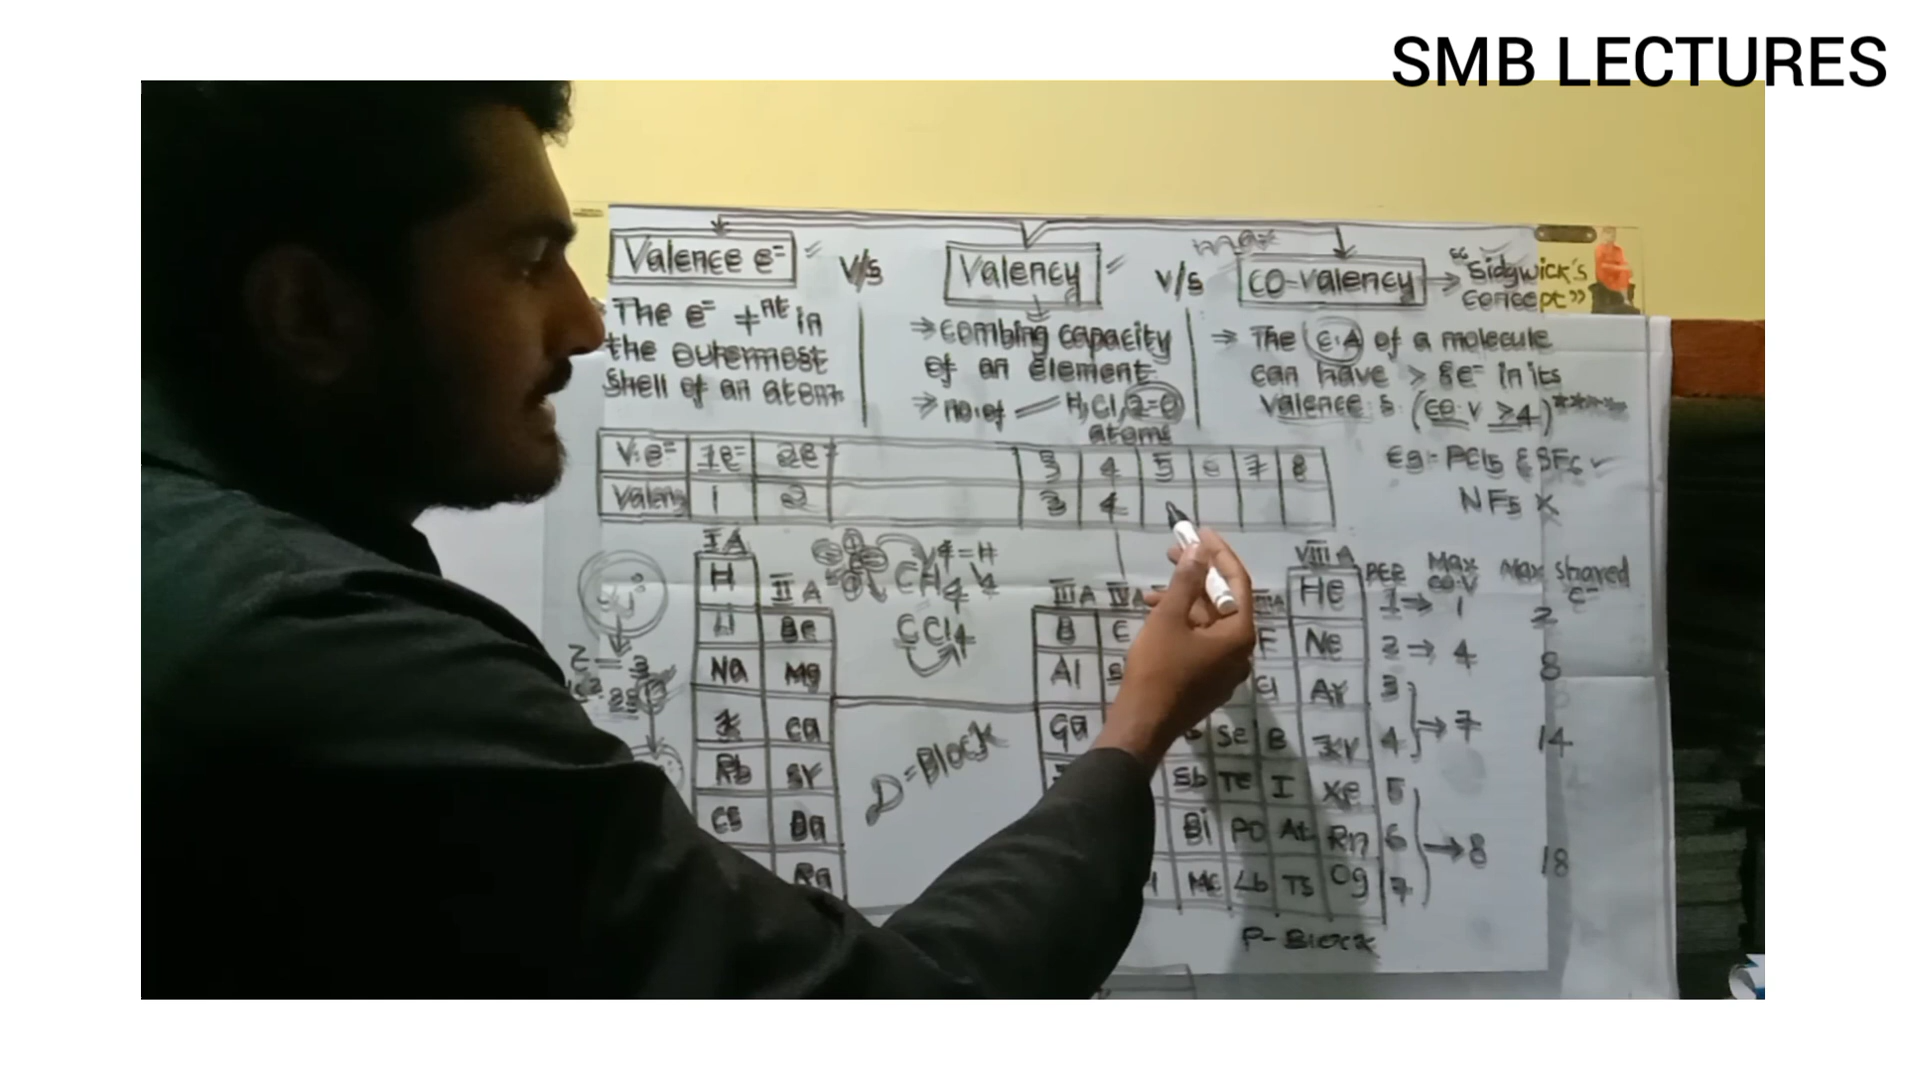 SMB LECTURES
Valence e⁻ v/s Valency v/s max co-valency → "Sidgwick's concept"
The e⁻ in
the outermost
shell of an atom
⇒ combing capacity
of an element
⇒ no. of H, Cl, 2=O
atoms
⇒ The C.A of a molecule
can have > 8e⁻ in its
valence s. (co.v >4)
Eg:- PCl5 & SF6 ✓
NF5 X
V.e⁻ 1e⁻ 2e⁻ 3 4 5 6 7 8
Valency 1 2 3 4
IA
H
Li
Na
K
Rb
Cs
IIA
Be
Mg
Ca
Sr
Ba
Ra
CH4
CCl4
Z = 3
D-BLOCK
IIIA IVA VIIIA
B C F Ne
He
Al Cl Ar
Ga Se B Kr
Sb Te I Xe
Bi PO At Rn
Mc Lb Ts Og
P-Block
PER Max co.v Max shared e⁻
1 → 1 2
2 → 4 8
3
4 → 7 14
5
6 → 8 18
7